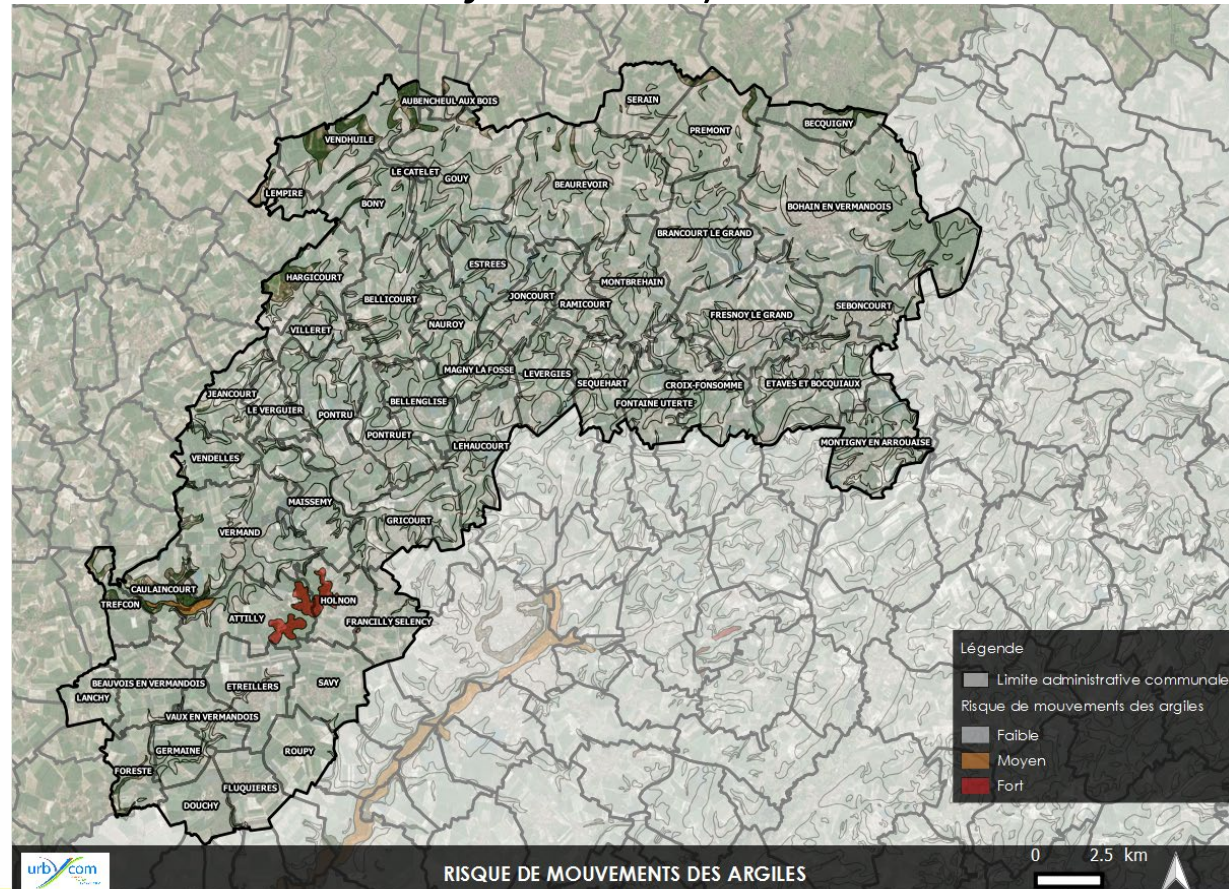 AUBENCHEUL AUX BOIS
SERAIN
PREMONT
BECQUIGNY
VENDHUILE
LE CATELET
GOUY
BEAUREVOIR
LEMPIRE
BONY
BOHAIN EN VERMANDOIS
BRANCOURT LE GRAND
ESTREES
HARGICOURT
BELLICOURT
JONCOURT
RAMICOURT
MONTBREHAIN
SEBONCOURT
VILLERET
NAUROY
FRESNOY LE GRAND
MAGNY LA FOSSE
LEVERGIES
SEQUEHART
CROIX-FONSOMME
ETAVES ET BOCQUIAUX
JEANCOURT
LE VERGUIER
PONTRU
BELLENGLISE
FONTAINE UTERTE
PONTRUET
LEHAUCOURT
MONTIGNY EN ARROUAISE
VENDELLES
MAISSEMY
GRICOURT
VERMAND
CAULAINCOURT
TREFCON
HOLNON
ATTILLY
FRANCILLY SELENCY
BEAUVOIS EN VERMANDOIS
LANCHY
ETREILLERS
SAVY
VAUX EN VERMANDOIS
GERMAINE
ROUPY
FORESTE
FLUQUIERES
DOUCHY
Légende
Limite administrative communale
Risque de mouvements des argiles
Faible
Moyen
Fort
urbycom
RISQUE DE MOUVEMENTS DES ARGILES
0 2.5 km